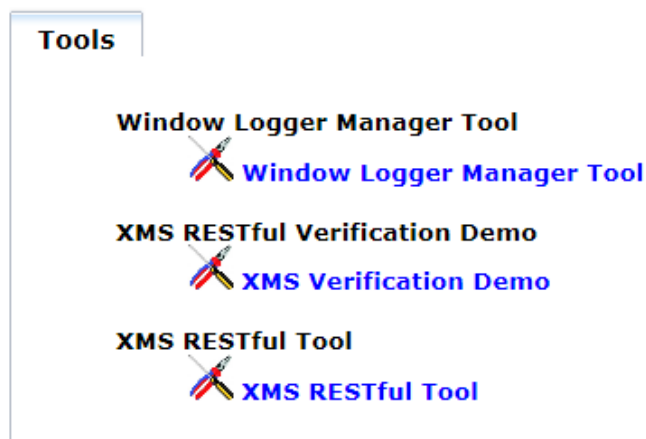 Tools
Window Logger Manager Tool
Window Logger Manager Tool
XMS RESTful Verification Demo
XMS Verification Demo
XMS RESTful Tool
XMS RESTful Tool